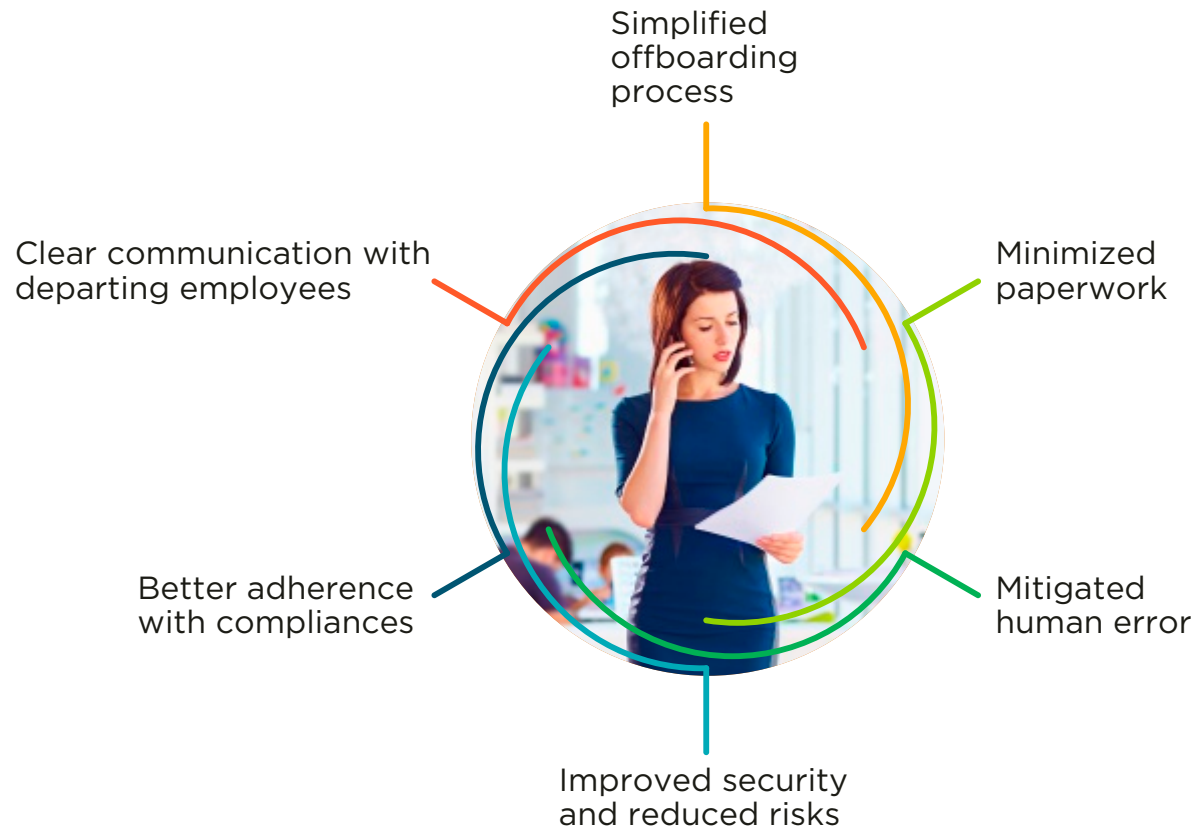 Simplified
offboarding
process
Clear communication with
departing employees
Minimized
paperwork
Better adherence
with compliances
Mitigated
human error
Improved security
and reduced risks